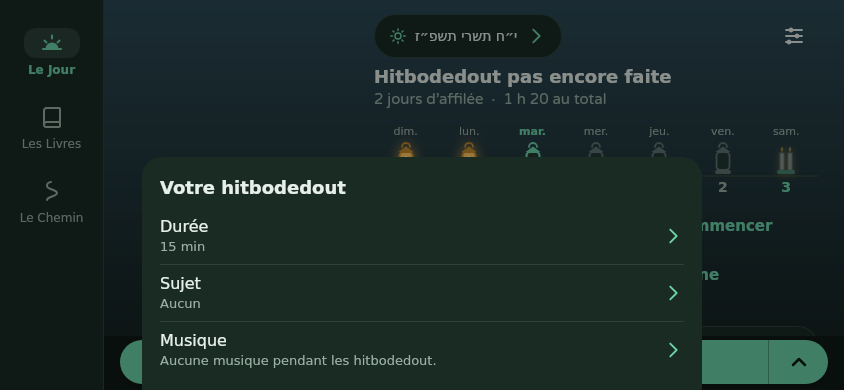 Le Jour
Les Livres
Le Chemin
י״ח תשרי תשפ״ז
Hitbodedout pas encore faite
2 jours d'affilée · 1 h 20 au total
dim. lun. mar. mer. jeu. ven. sam.
2 3
Votre hitbodedout
Durée
15 min
Sujet
Aucun
Musique
Aucune musique pendant les hitbodedout.